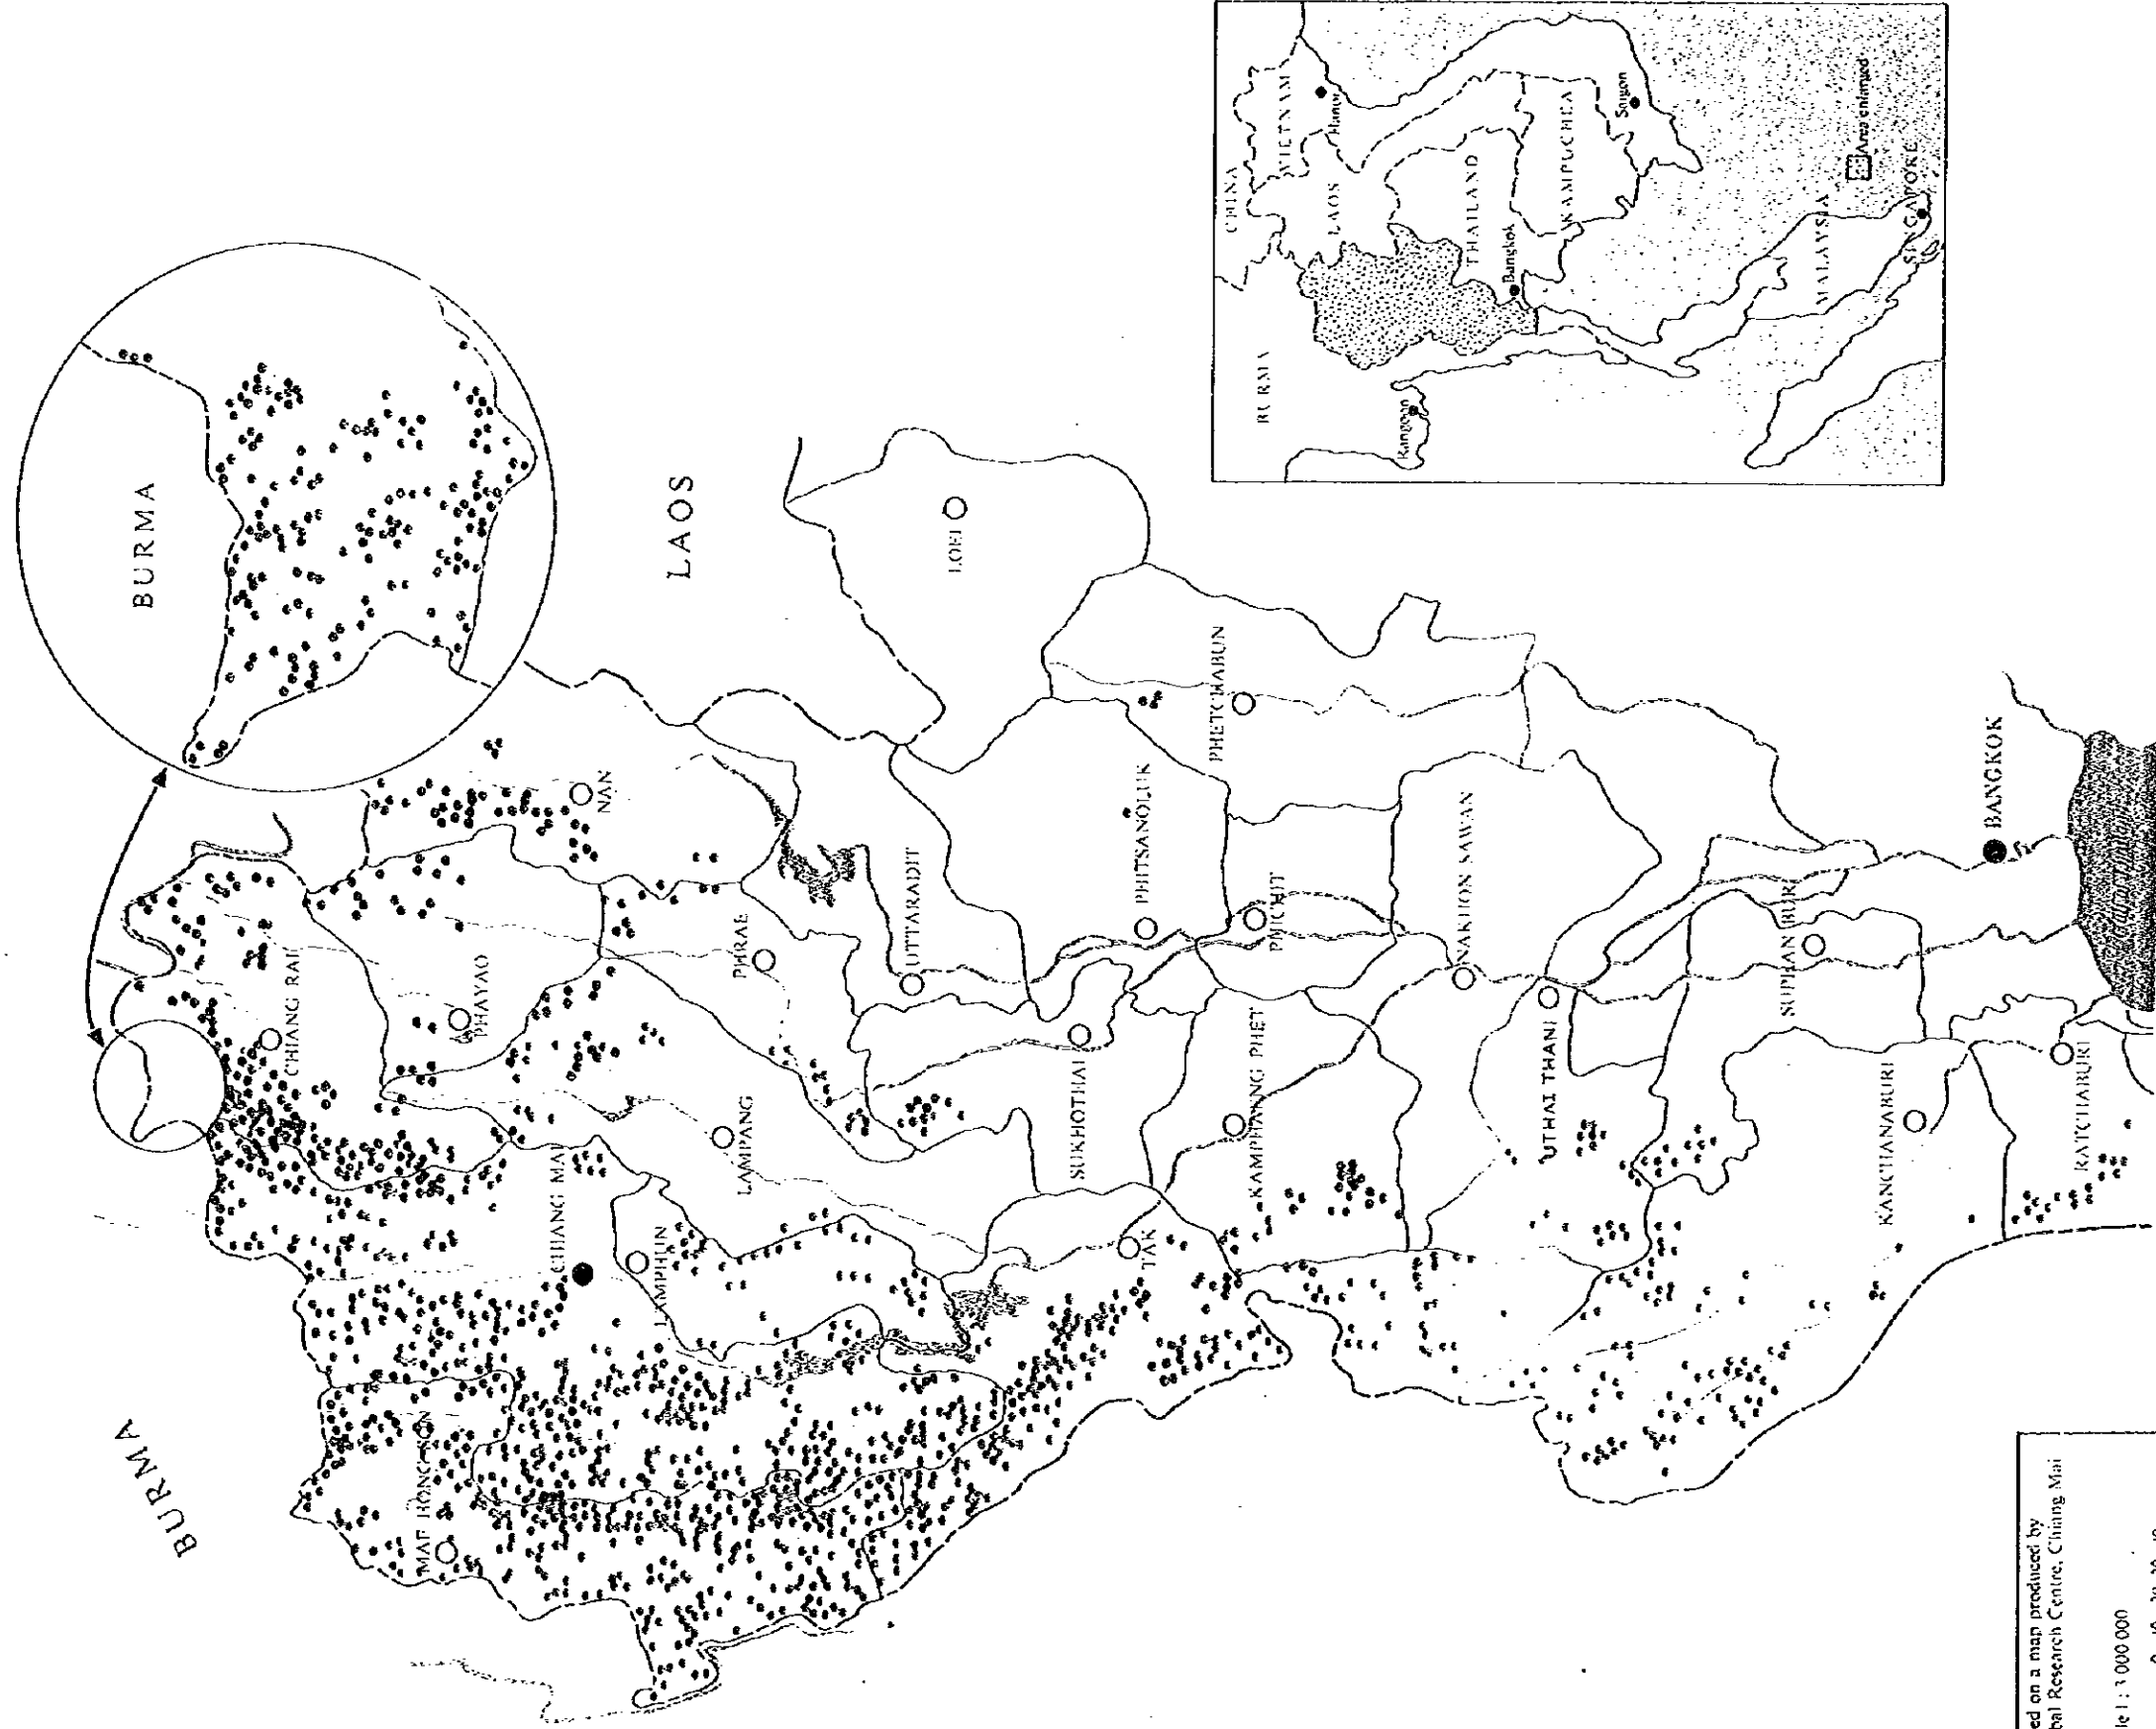 BURMA
BURMA
LAOS
CHIANG RAI
NAN
PHAYAO
MAE HONG SON
CHIANG MAI
LAMPHUN
LAMPANG
PHRAE
UTTARADIT
LOEI
SUKHOTHAI
PHITSANOLUK
TAK
KAMPHAENG PHET
PHICHIT
PHETCHABUN
NAKHON SAWAN
UTHAI THANI
SUPHAN BURI
KANCHANABURI
BANGKOK
RATCHABURI
CHINA
BURMA
VIETNAM
Hanoi
LAOS
Rangoon
THAILAND
Bangkok
KAMPUCHEA
Saigon
MALAYSIA
Area enlarged
SINGAPORE
ed on a map produced by
bal Research Centre, Chiang Mai
le 1 : 3 000 000